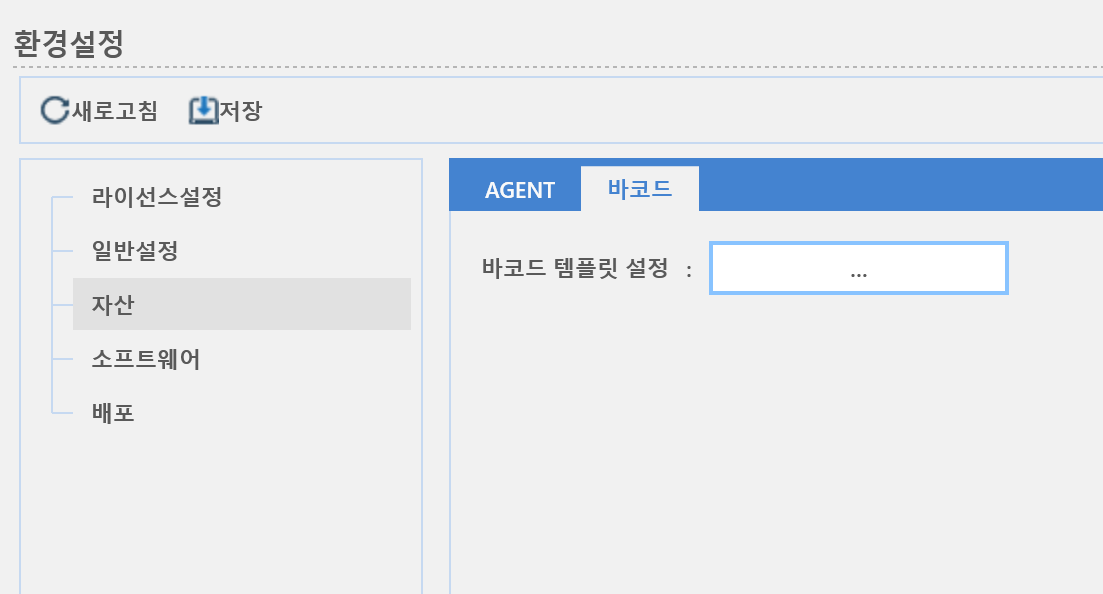 환경설정
새로고침 저장
라이선스설정
일반설정
자산
소프트웨어
배포
AGENT 바코드
바코드 템플릿 설정 : ...